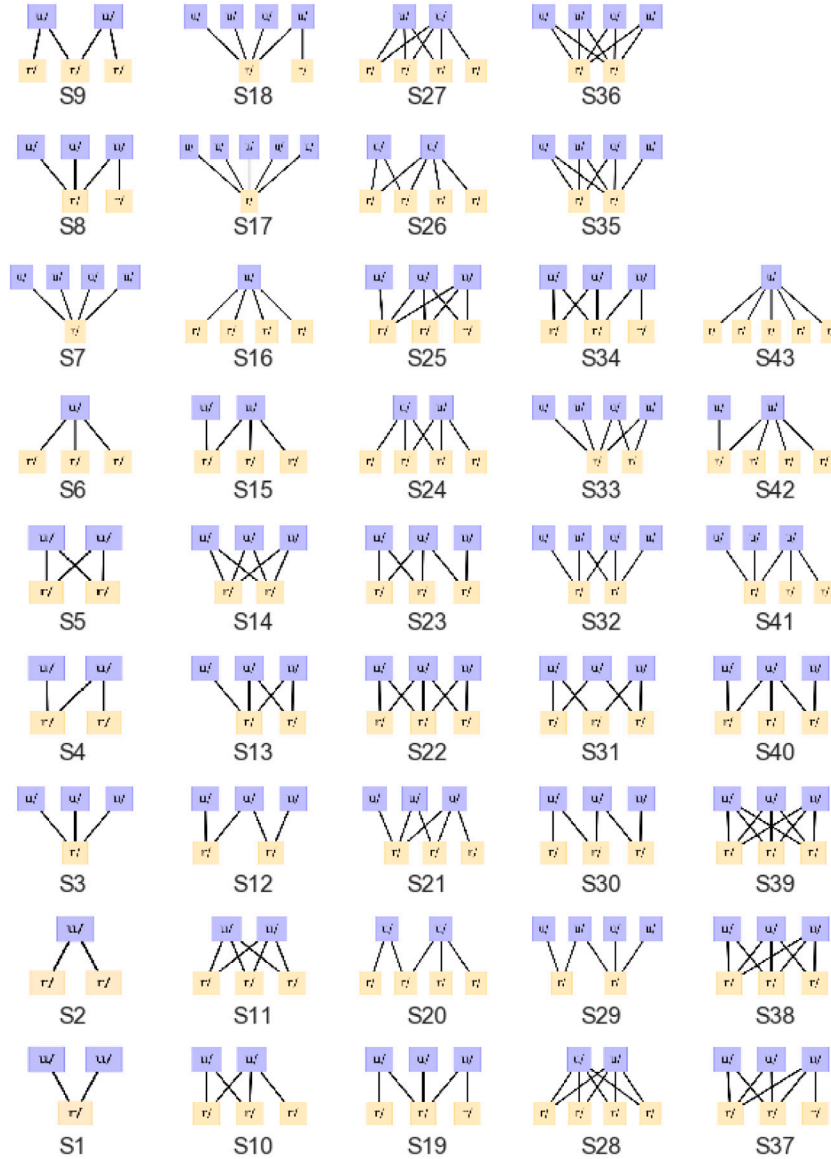 u/ u/ u/ u/ u/ u/ u/ u/ u/ u/ u/ u/
r/ r/ r/ r/ r/ r/ r/ r/ r/ r/ r/
S9 S18 S27 S36
u/ u/ u/ u/ u/ u/ u/ u/ u/ u/ u/ u/ u/ u/
r/ r/ r/ r/ r/ r/ r/ r/ r/
S8 S17 S26 S35
u/ u/ u/ u/ u/ u/ u/ u/ u/ u/ u/ u/
r/ r/ r/ r/ r/ r/ r/ r/ r/ r/ r/ r/ r/ r/ r/ r/
S7 S16 S25 S34 S43
u/ u/ u/ u/ u/ u/ u/ u/ u/ u/ u/
r/ r/ r/ r/ r/ r/ r/ r/ r/ r/ r/ r/ r/ r/ r/ r/
S6 S15 S24 S33 S42
u/ u/ u/ u/ u/ u/ u/ u/ u/ u/ u/ u/ u/ u/ u/
r/ r/ r/ r/ r/ r/ r/ r/ r/ r/ r/ r/
S5 S14 S23 S32 S41
u/ u/ u/ u/ u/ u/ u/ u/ u/ u/ u/ u/ u/ u/
r/ r/ r/ r/ r/ r/ r/ r/ r/ r/ r/ r/ r/
S4 S13 S22 S31 S40
u/ u/ u/ u/ u/ u/ u/ u/ u/ u/ u/ u/ u/ u/ u/
r/ r/ r/ r/ r/ r/ r/ r/ r/ r/ r/ r/
S3 S12 S21 S30 S39
u/ u/ u/ u/ u/ u/ u/ u/ u/ u/ u/ u/
r/ r/ r/ r/ r/ r/ r/ r/ r/ r/ r/ r/ r/ r/
S2 S11 S20 S29 S38
u/ u/ u/ u/ u/ u/ u/ u/ u/ u/ u/ u/
r/ r/ r/ r/ r/ r/ r/ r/ r/ r/ r/ r/ r/ r/
S1 S10 S19 S28 S37